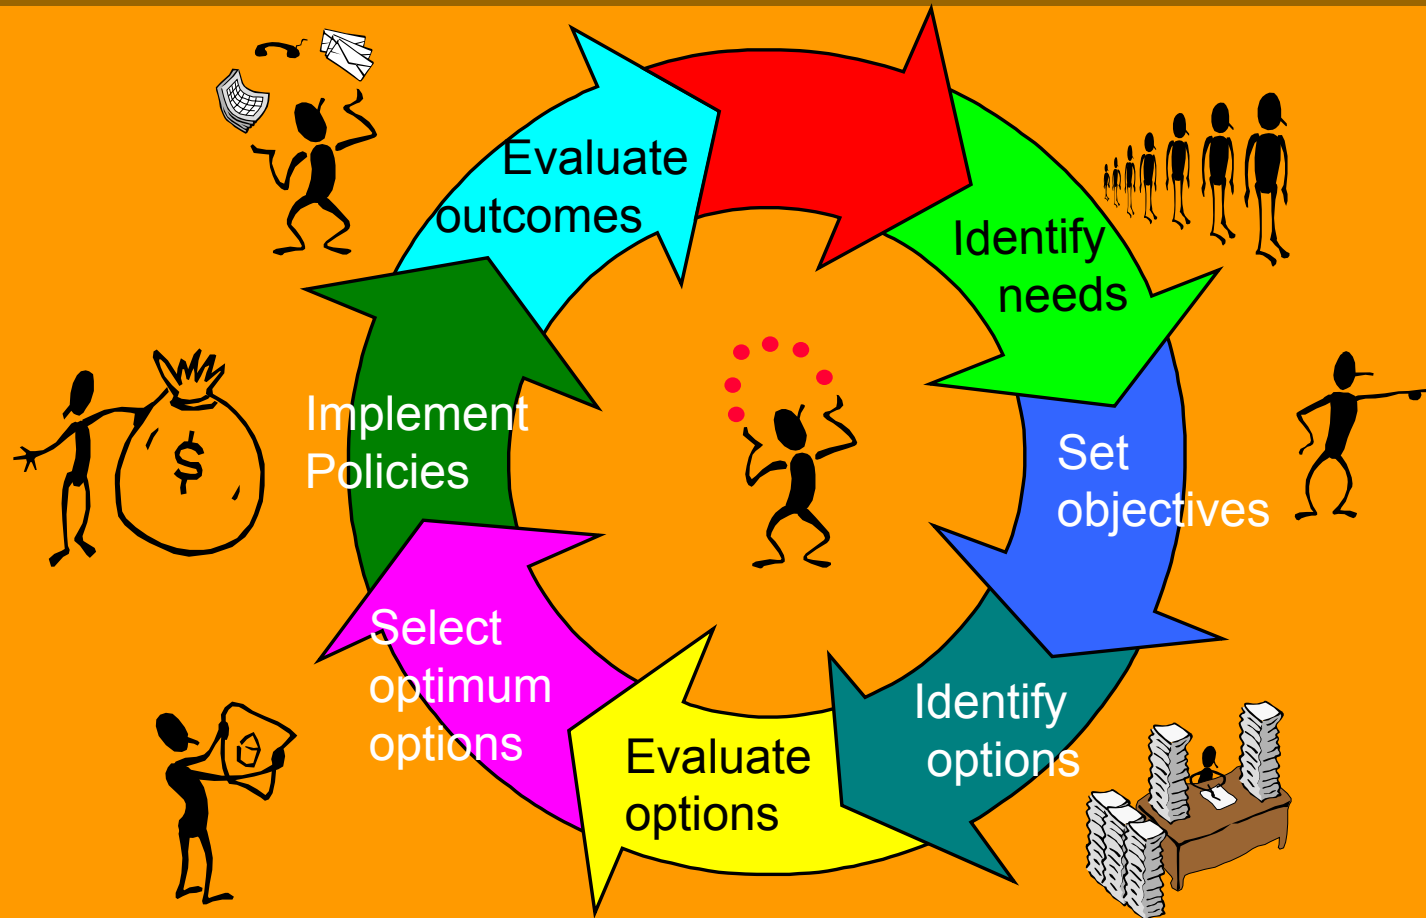 Evaluate
outcomes
Identify
needs
Set
objectives
Identify
options
Evaluate
options
Select
optimum
options
Implement
Policies
$